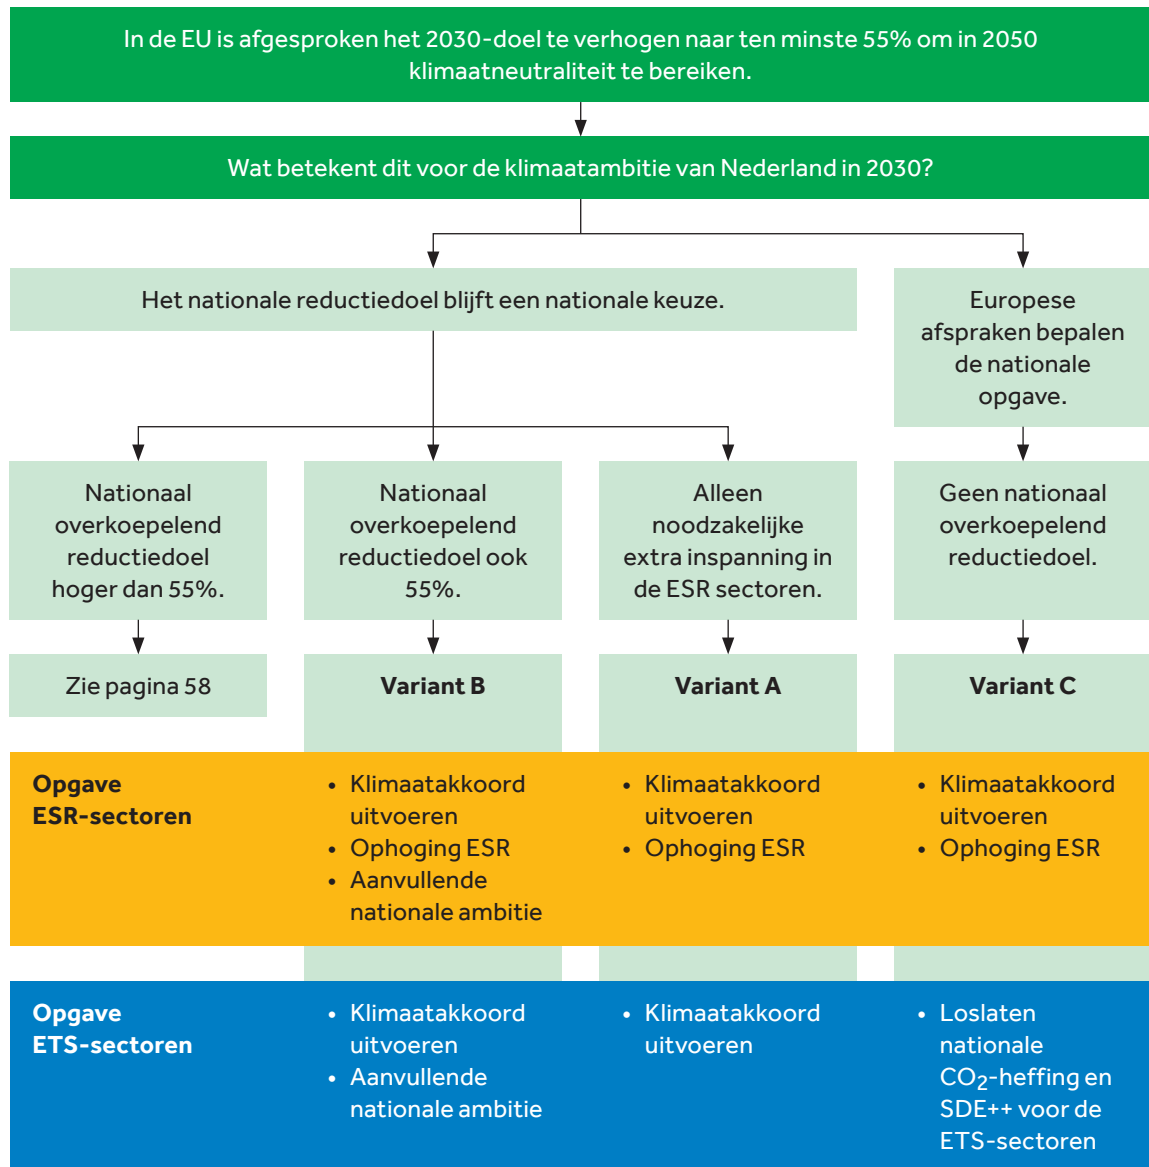 In de EU is afgesproken het 2030-doel te verhogen naar ten minste 55% om in 2050
klimaatneutraliteit te bereiken.
Wat betekent dit voor de klimaatambitie van Nederland in 2030?
Het nationale reductiedoel blijft een nationale keuze.
Europese
afspraken bepalen
de nationale
opgave.
Nationaal
overkoepelend
reductiedoel
hoger dan 55%.
Nationaal
overkoepelend
reductiedoel ook
55%.
Alleen
noodzakelijke
extra inspanning in
de ESR sectoren.
Geen nationaal
overkoepelend
reductiedoel.
Zie pagina 58
Variant B
Variant A
Variant C
Opgave
ESR-sectoren
• Klimaatakkoord
uitvoeren
• Ophoging ESR
• Aanvullende
nationale ambitie
• Klimaatakkoord
uitvoeren
• Ophoging ESR
• Klimaatakkoord
uitvoeren
• Ophoging ESR
Opgave
ETS-sectoren
• Klimaatakkoord
uitvoeren
• Aanvullende
nationale ambitie
• Klimaatakkoord
uitvoeren
• Loslaten
nationale
CO₂-heffing en
SDE++ voor de
ETS-sectoren